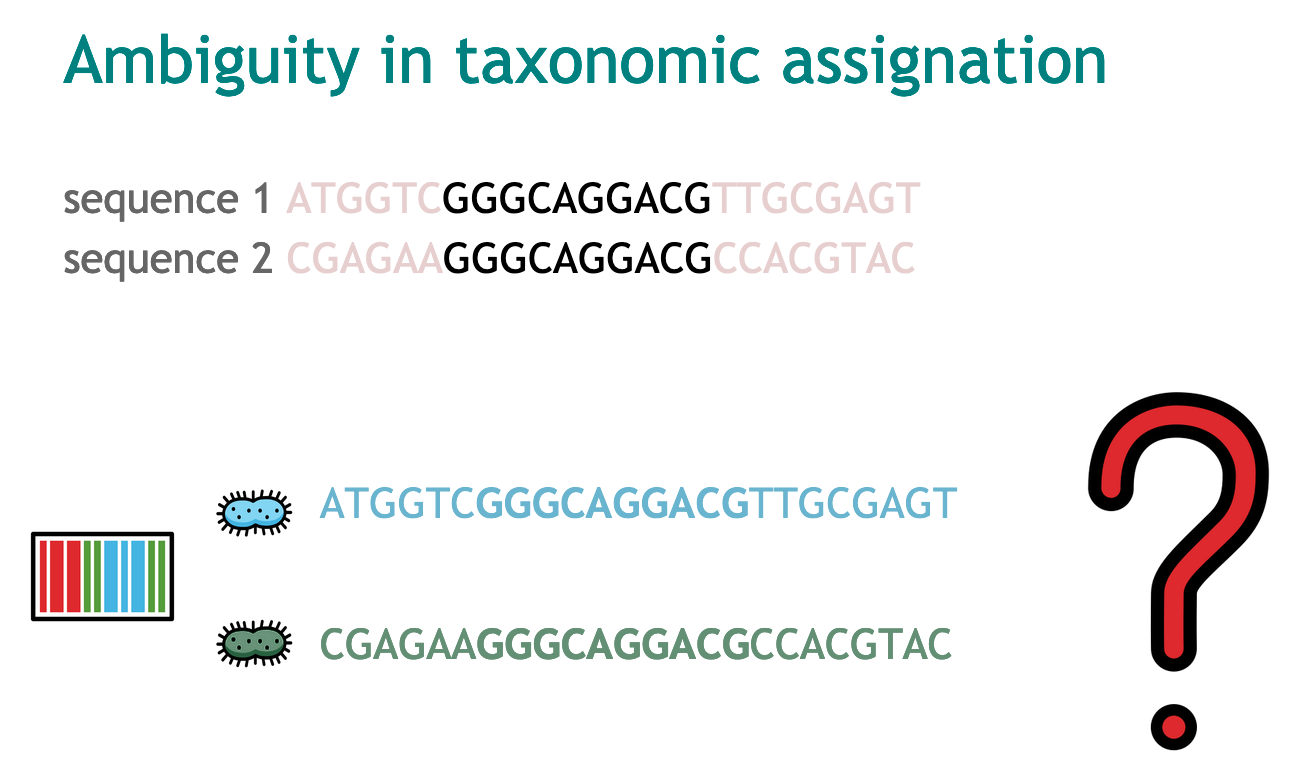 Ambiguity in taxonomic assignation
sequence 1 ATGGTCGGGCAGGACGTTGCGAGT
sequence 2 CGAGAAGGGCAGGACGCCACGTAC
ATGGTCGGGCAGGACGTTGCGAGT
CGAGAAGGGCAGGACGCCACGTAC